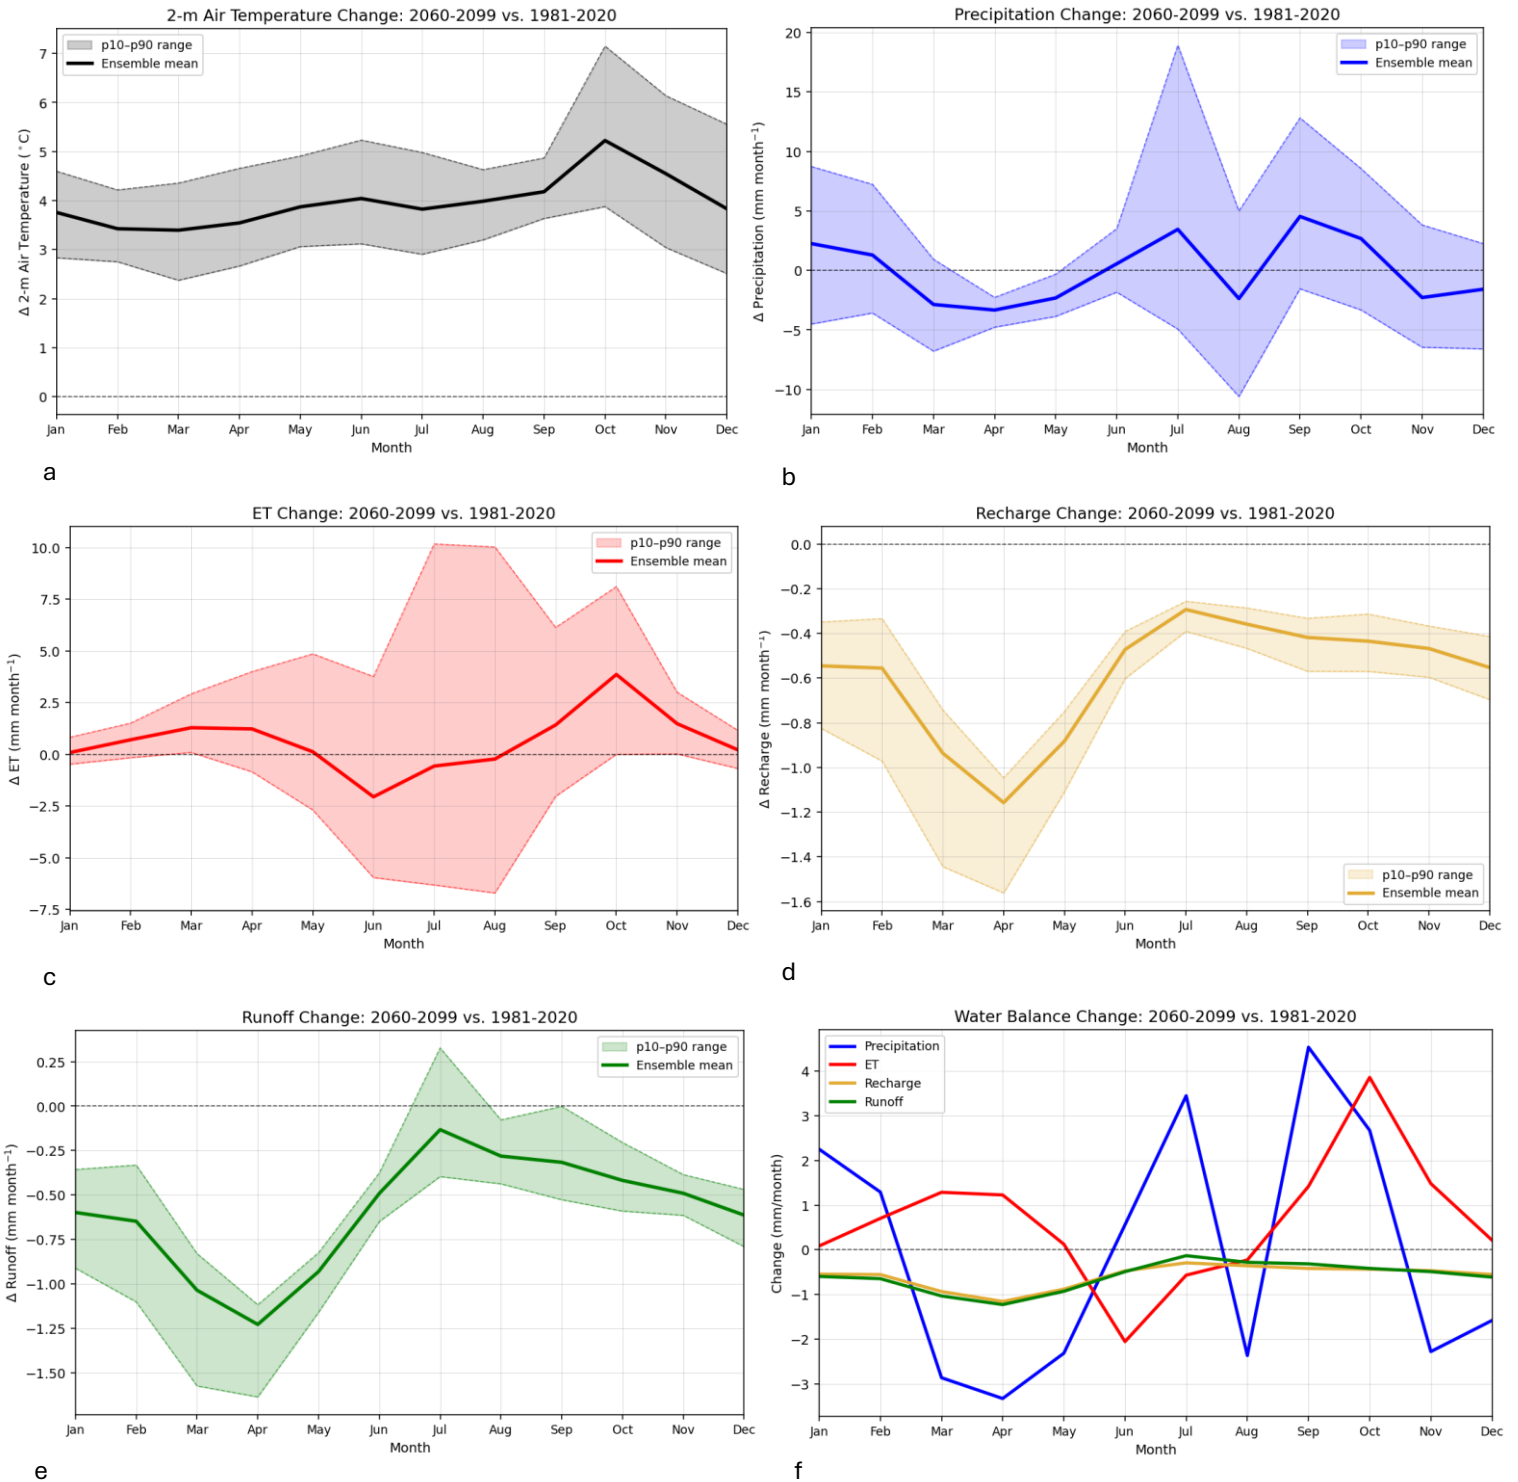 2-m Air Temperature Change: 2060-2099 vs. 1981-2020
p10–p90 range
Ensemble mean
7
6
5
4
3
2
1
0
Δ 2-m Air Temperature (°C)
Jan Feb Mar Apr May Jun Jul Aug Sep Oct Nov Dec
Month
a
Precipitation Change: 2060-2099 vs. 1981-2020
p10–p90 range
Ensemble mean
20
15
10
5
0
−5
−10
Δ Precipitation (mm month⁻¹)
Jan Feb Mar Apr May Jun Jul Aug Sep Oct Nov Dec
Month
b
ET Change: 2060-2099 vs. 1981-2020
p10–p90 range
Ensemble mean
10.0
7.5
5.0
2.5
0.0
−2.5
−5.0
−7.5
Δ ET (mm month⁻¹)
Jan Feb Mar Apr May Jun Jul Aug Sep Oct Nov Dec
Month
c
Recharge Change: 2060-2099 vs. 1981-2020
0.0
−0.2
−0.4
−0.6
−0.8
−1.0
−1.2
−1.4
−1.6
Δ Recharge (mm month⁻¹)
p10–p90 range
Ensemble mean
Jan Feb Mar Apr May Jun Jul Aug Sep Oct Nov Dec
Month
d
Runoff Change: 2060-2099 vs. 1981-2020
p10–p90 range
Ensemble mean
0.25
0.00
−0.25
−0.50
−0.75
−1.00
−1.25
−1.50
Δ Runoff (mm month⁻¹)
Jan Feb Mar Apr May Jun Jul Aug Sep Oct Nov Dec
Month
e
Water Balance Change: 2060-2099 vs. 1981-2020
Precipitation
ET
Recharge
Runoff
4
3
2
1
0
−1
−2
−3
Change (mm/month)
Jan Feb Mar Apr May Jun Jul Aug Sep Oct Nov Dec
Month
f